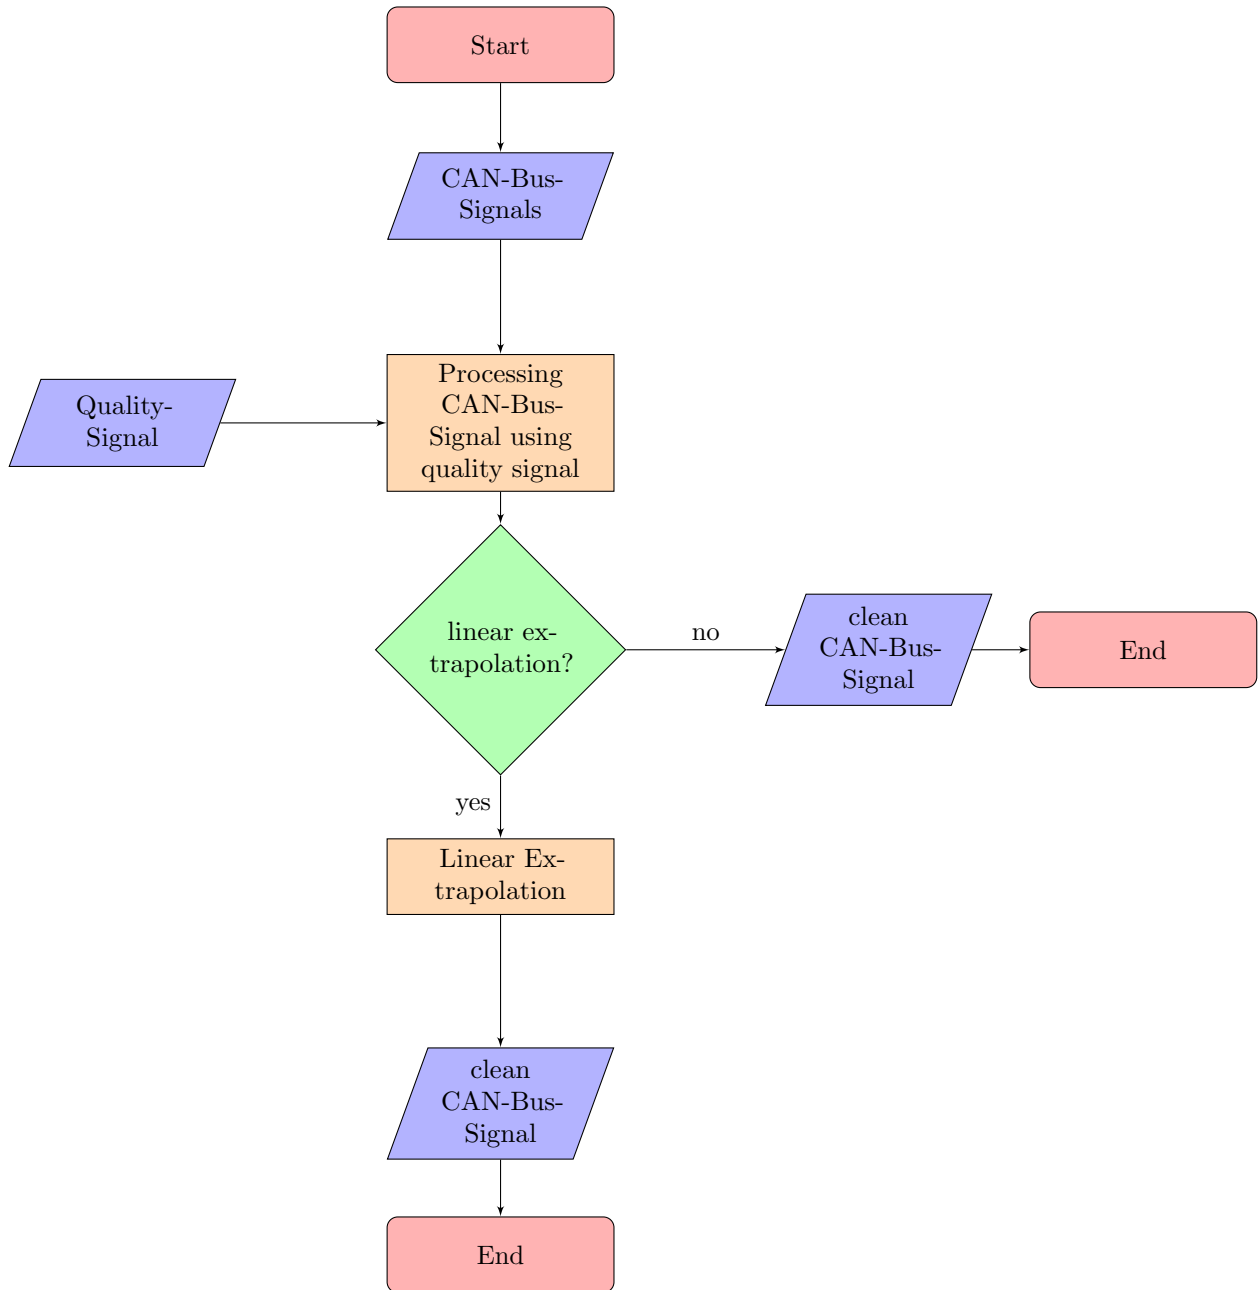 Start
CAN-Bus-
Signals
Processing
CAN-Bus-
Signal using
quality signal
Quality-
Signal
linear ex-
trapolation?
no
clean
CAN-Bus-
Signal
End
yes
Linear Ex-
trapolation
clean
CAN-Bus-
Signal
End